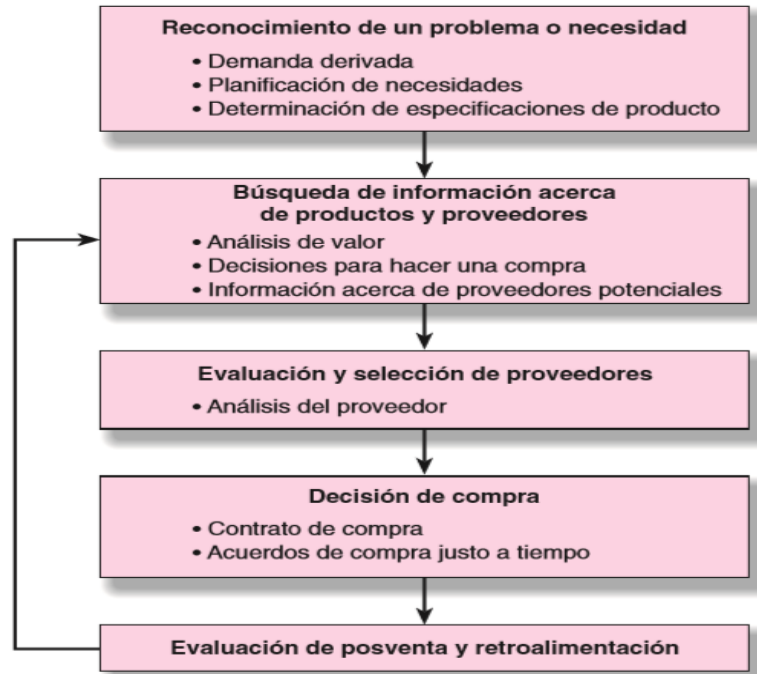 Reconocimiento de un problema o necesidad
• Demanda derivada
• Planificación de necesidades
• Determinación de especificaciones de producto
Búsqueda de información acerca
de productos y proveedores
• Análisis de valor
• Decisiones para hacer una compra
• Información acerca de proveedores potenciales
Evaluación y selección de proveedores
• Análisis del proveedor
Decisión de compra
• Contrato de compra
• Acuerdos de compra justo a tiempo
Evaluación de posventa y retroalimentación